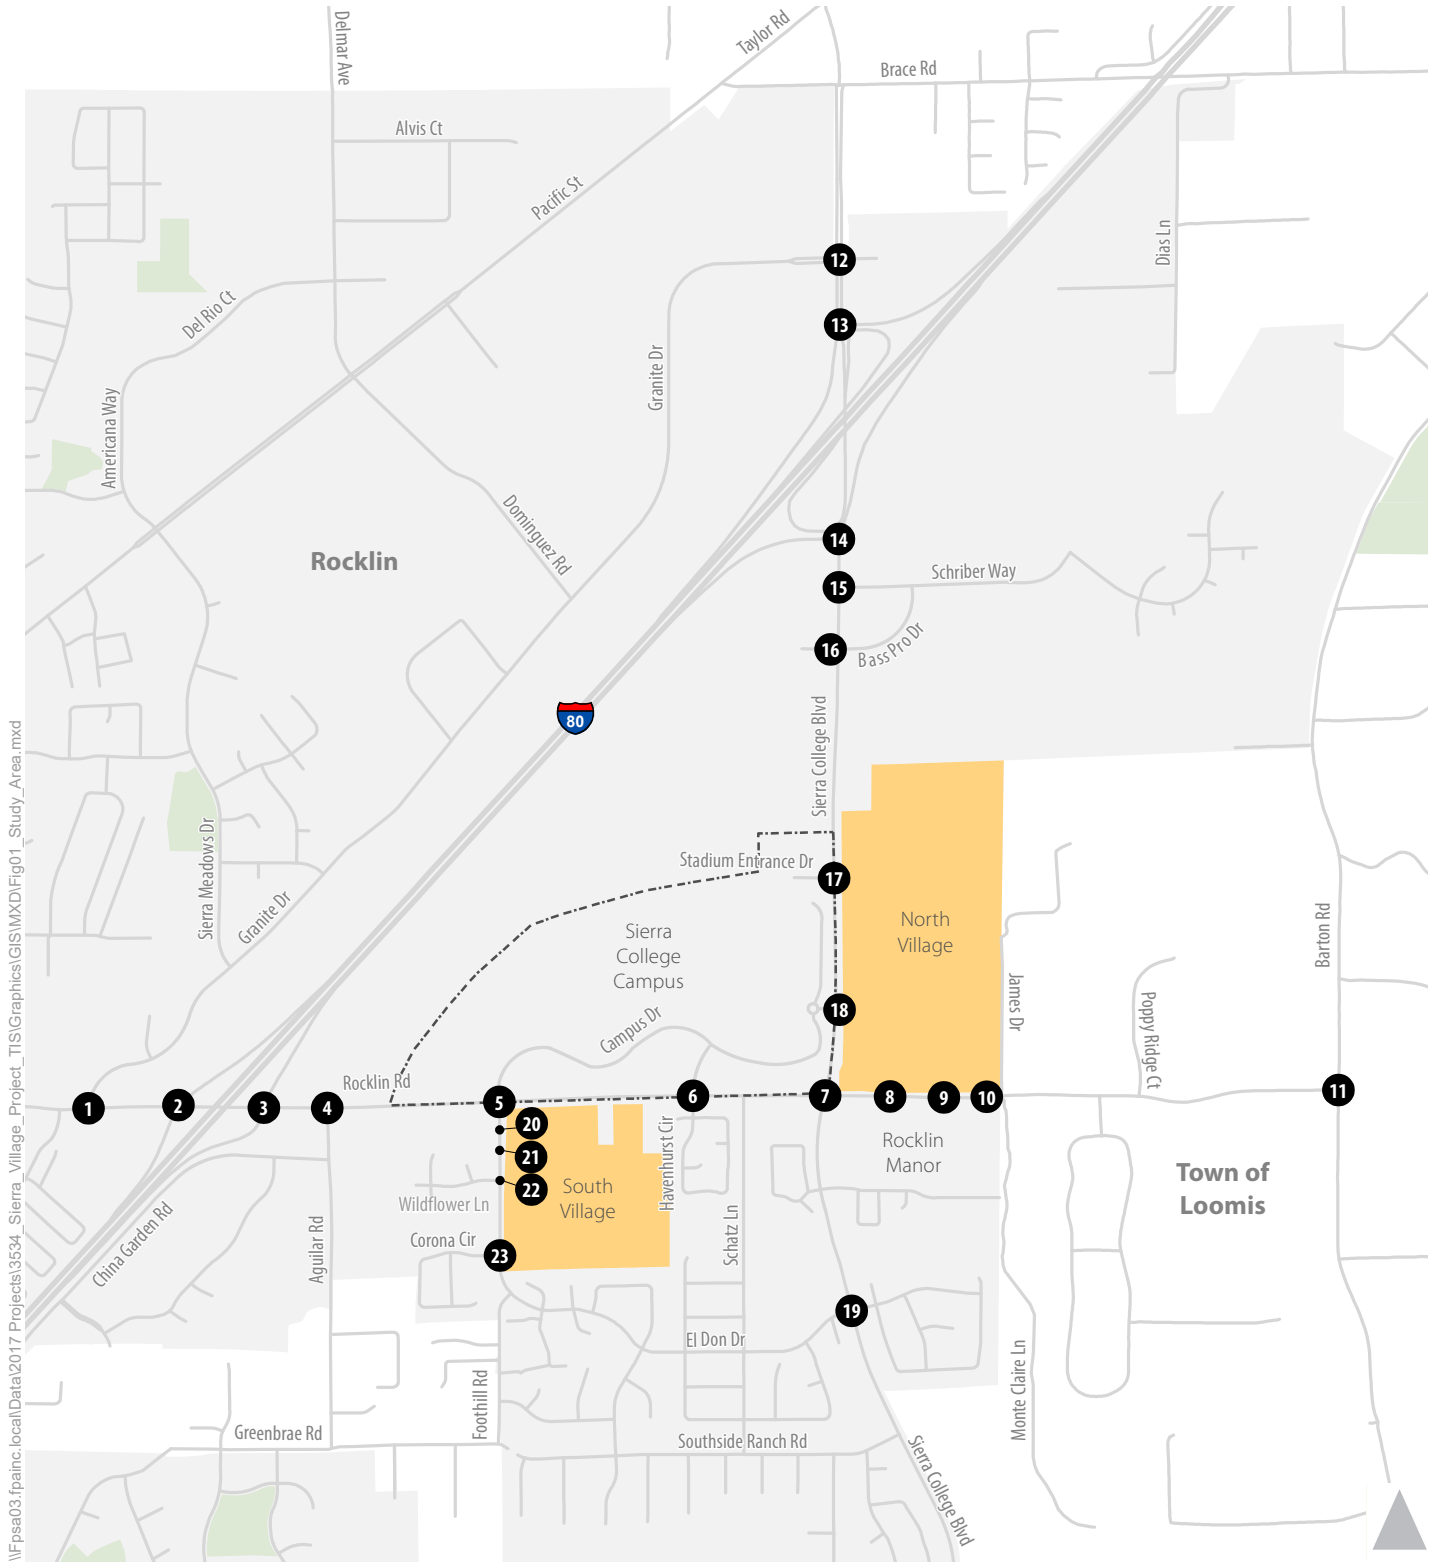 Delmar Ave
Taylor Rd
Brace Rd
Alvis Ct
Pacific St
Dias Ln
12
Del Rio Ct
13
Granite Dr
Americana Way
Dominguez Rd
14
Rocklin
Schriber Way
15
Bass Pro Dr
16
80
Sierra College Blvd
Sierra Meadows Dr
Stadium Entrance Dr
17
Granite Dr
North
Village
Sierra
College
Campus
Barton Rd
James Dr
Poppy Ridge Ct
18
Campus Dr
Rocklin Rd
1
2
3
4
5
6
7
8
9
10
11
20
21
22
Havenhurst Cir
Rocklin
Manor
Town of
Loomis
South
Village
Wildflower Ln
Schatz Ln
China Garden Rd
Aguilar Rd
Corona Cir
23
19
El Don Dr
Monte Claire Ln
Foothill Rd
Greenbrae Rd
Southside Ranch Rd
Sierra College Blvd
\\Fpsa03.fpainc.local\Data\2017 Projects\3534_Sierra_Village_Project_TIS\Graphics\GIS\MXD\Fig01_Study_Area.mxd